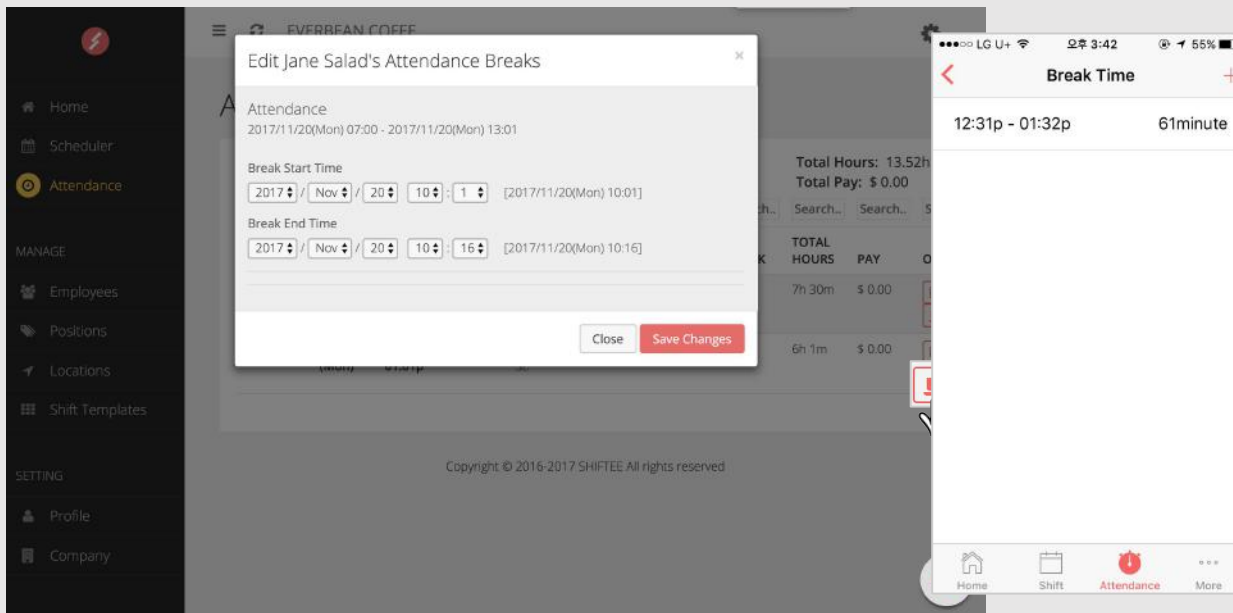 EVERBEAN COFFE
Home
Scheduler
Attendance
MANAGE
Employees
Positions
Locations
Shift Templates
SETTING
Profile
Company
Edit Jane Salad's Attendance Breaks
×
Attendance
2017/11/20(Mon) 07:00 - 2017/11/20(Mon) 13:01
Break Start Time
2017 / Nov / 20 10 : 1 [2017/11/20(Mon) 10:01]
Break End Time
2017 / Nov / 20 10 : 16 [2017/11/20(Mon) 10:16]
Close Save Changes
Total Hours: 13.52h
Total Pay: $ 0.00
Search.. Search..
TOTAL
HOURS PAY
7h 30m $ 0.00
6h 1m $ 0.00
(Mon) 01:01p
Copyright © 2016-2017 SHIFTEE All rights reserved
LG U+ 오후 3:42 55%
Break Time +
12:31p - 01:32p 61minute
Home Shift Attendance More